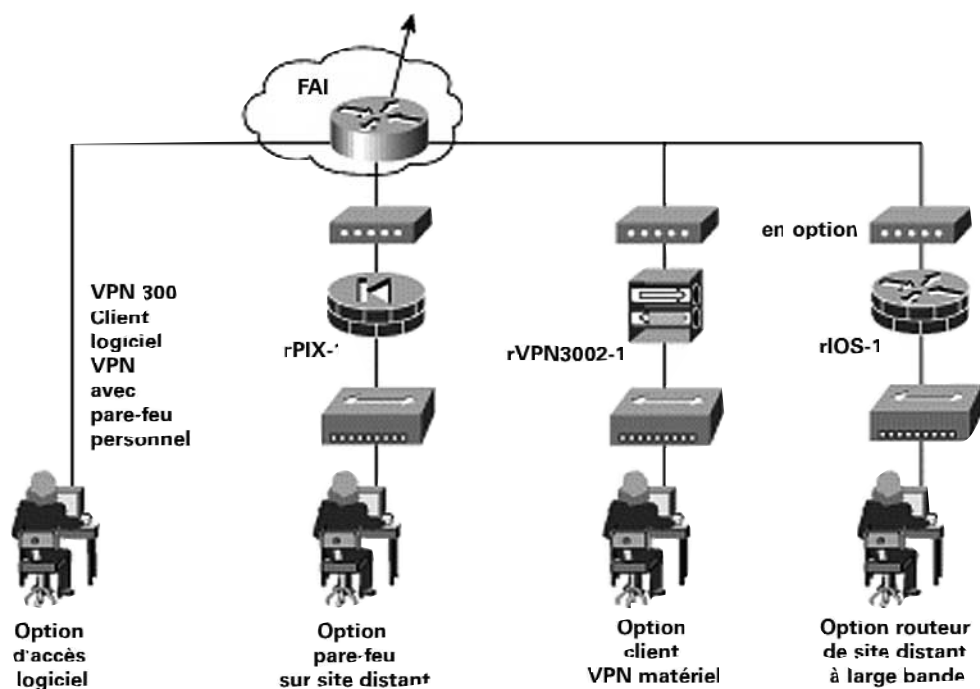 FAI
en option
VPN 300
Client
logiciel
VPN
avec
pare-feu
personnel
rPIX-1
rVPN3002-1
rIOS-1
Option
d'accès
logiciel
Option
pare-feu
sur site distant
Option
client
VPN matériel
Option routeur
de site distant
à large bande